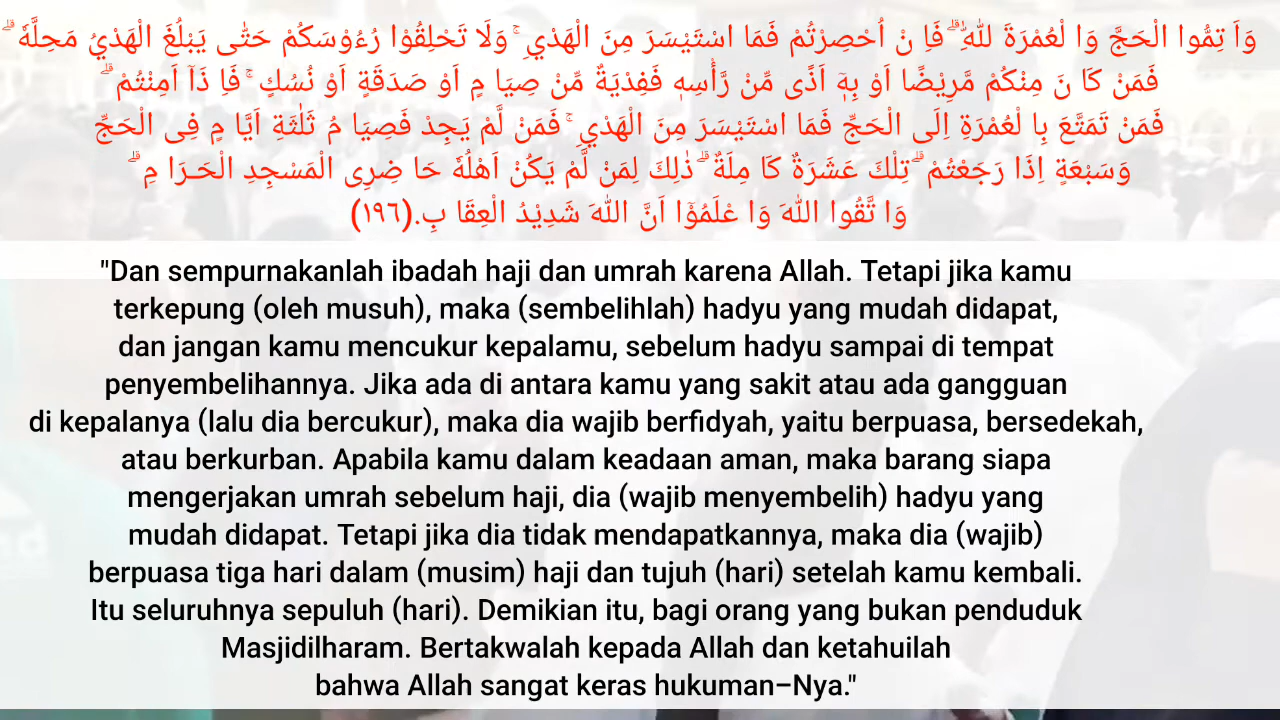 وَاَ تِمُّوا الْحَجَّ وَا لْعُمْرَةَ لِلّٰهِ ۗ فَاِ نْ اُحْصِرْتُمْ فَمَا اسْتَيْسَرَ مِنَ الْهَدْيِ ۚ وَلَا تَحْلِقُوْا رُءُوْسَكُمْ حَتّٰى يَبْلُغَ الْهَدْيُ مَحِلَّهٗ ۗ
فَمَنْ كَا نَ مِنْكُمْ مَّرِيْضًا اَوْ بِهٖۤ اَذًى مِّنْ رَّأْسِهٖ فَفِدْيَةٌ مِّنْ صِيَا مٍ اَوْ صَدَقَةٍ اَوْ نُسُكٍ ۚ فَاِ ذَاۤ اَمِنْتُمْ ۗ
فَمَنْ تَمَتَّعَ بِا لْعُمْرَةِ اِلَى الْحَجِّ فَمَا اسْتَيْسَرَ مِنَ الْهَدْيِ ۚ فَمَنْ لَّمْ يَجِدْ فَصِيَا مُ ثَلٰثَةِ اَيَّا مٍ فِى الْحَجِّ
وَسَبْعَةٍ اِذَا رَجَعْتُمْ ۗ تِلْكَ عَشَرَةٌ كَا مِلَةٌ ۗ ذٰلِكَ لِمَنْ لَّمْ يَكُنْ اَهْلُهٗ حَا ضِرِى الْمَسْجِدِ الْحَـرَا مِ ۗ
وَا تَّقُوا اللّٰهَ وَا عْلَمُوْۤا اَنَّ اللّٰهَ شَدِيْدُ الْعِقَا بِ.(١٩٦)
"Dan sempurnakanlah ibadah haji dan umrah karena Allah. Tetapi jika kamu
terkepung (oleh musuh), maka (sembelihlah) hadyu yang mudah didapat,
dan jangan kamu mencukur kepalamu, sebelum hadyu sampai di tempat
penyembelihannya. Jika ada di antara kamu yang sakit atau ada gangguan
di kepalanya (lalu dia bercukur), maka dia wajib berfidyah, yaitu berpuasa, bersedekah,
atau berkurban. Apabila kamu dalam keadaan aman, maka barang siapa
mengerjakan umrah sebelum haji, dia (wajib menyembelih) hadyu yang
mudah didapat. Tetapi jika dia tidak mendapatkannya, maka dia (wajib)
berpuasa tiga hari dalam (musim) haji dan tujuh (hari) setelah kamu kembali.
Itu seluruhnya sepuluh (hari). Demikian itu, bagi orang yang bukan penduduk
Masjidilharam. Bertakwalah kepada Allah dan ketahuilah
bahwa Allah sangat keras hukuman–Nya."